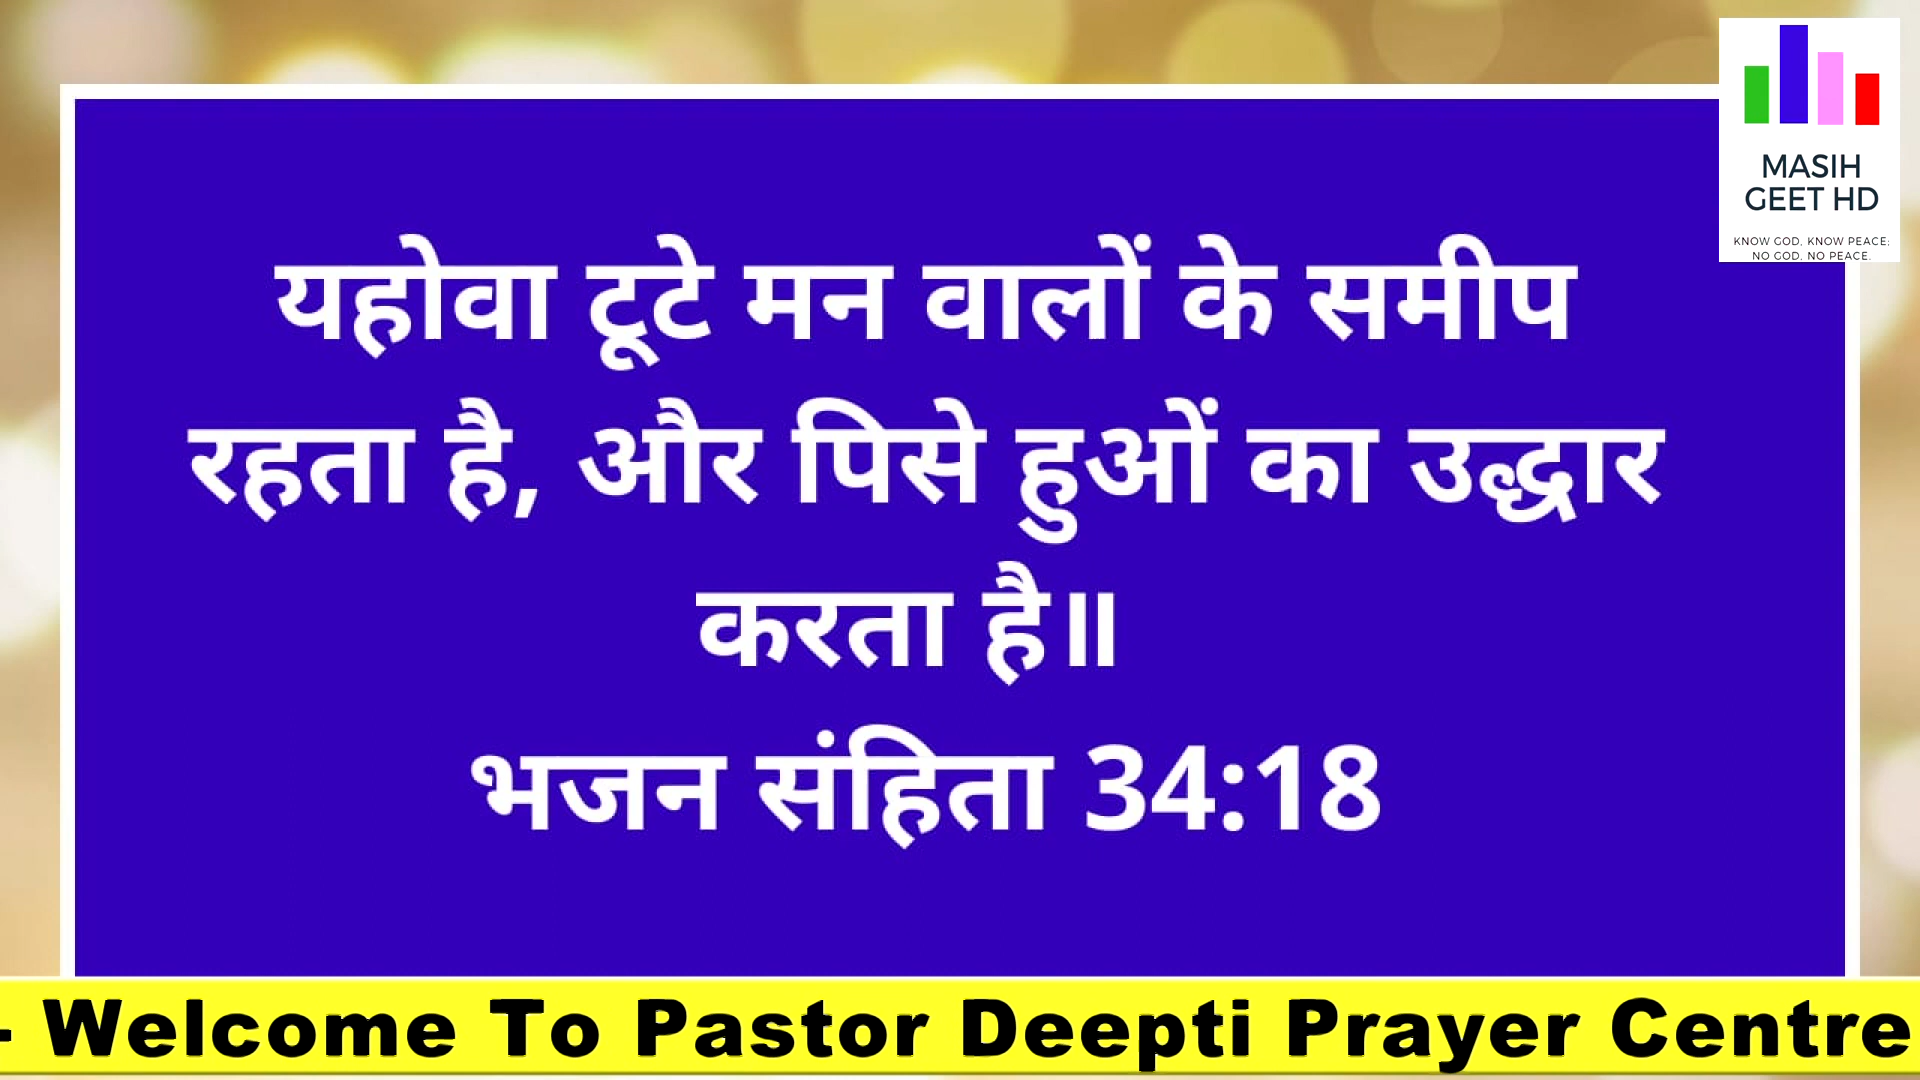 यहोवा टूटे मन वालों के समीप
रहता है, और पिसे हुओं का उद्धार
करता है॥
भजन संहिता 34:18
MASIH
GEET HD
KNOW GOD, KNOW PEACE;
NO GOD, NO PEACE.
- Welcome To Pastor Deepti Prayer Centre